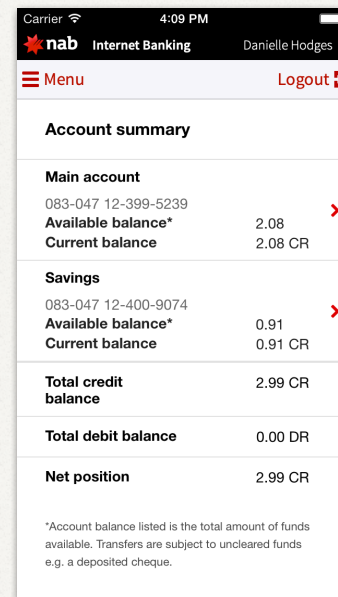 Carrier 4:09 PM
nab Internet Banking Danielle Hodges
Menu Logout
Account summary
Main account
083-047 12-399-5239
Available balance* 2.08
Current balance 2.08 CR
Savings
083-047 12-400-9074
Available balance* 0.91
Current balance 0.91 CR
Total credit
balance 2.99 CR
Total debit balance 0.00 DR
Net position 2.99 CR
*Account balance listed is the total amount of funds
available. Transfers are subject to uncleared funds
e.g. a deposited cheque.